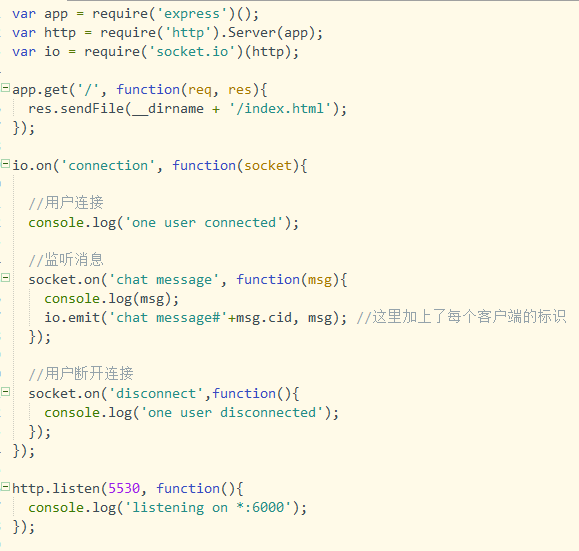 var app = require('express')();
var http = require('http').Server(app);
var io = require('socket.io')(http);
app.get('/', function(req, res){
res.sendFile(__dirname + '/index.html');
});
io.on('connection', function(socket){
//用户连接
console.log('one user connected');
//监听消息
socket.on('chat message', function(msg){
console.log(msg);
io.emit('chat message#'+msg.cid, msg); //这里加上了每个客户端的标识
});
//用户断开连接
socket.on('disconnect',function(){
console.log('one user disconnected');
});
});
http.listen(5530, function(){
console.log('listening on *:6000');
});